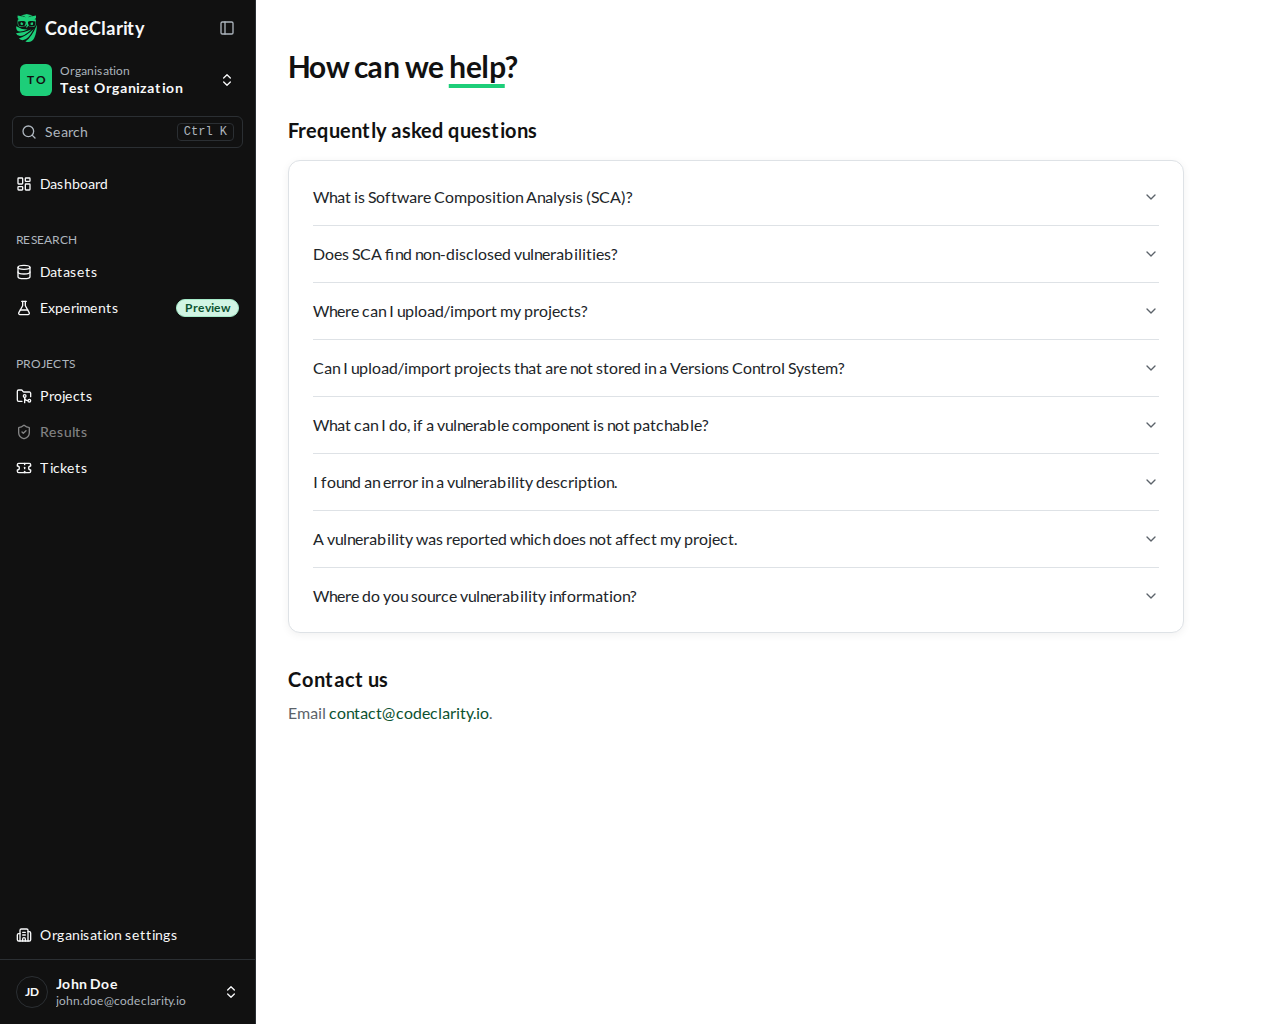 CodeClarity
TO
Organisation
Test Organization
Search
Ctrl K
Dashboard
RESEARCH
Datasets
Experiments
Preview
PROJECTS
Projects
Results
Tickets
Organisation settings
JD
John Doe
john.doe@codeclarity.io
How can we help?
Frequently asked questions
What is Software Composition Analysis (SCA)?
Does SCA find non-disclosed vulnerabilities?
Where can I upload/import my projects?
Can I upload/import projects that are not stored in a Versions Control System?
What can I do, if a vulnerable component is not patchable?
I found an error in a vulnerability description.
A vulnerability was reported which does not affect my project.
Where do you source vulnerability information?
Contact us
Email contact@codeclarity.io.